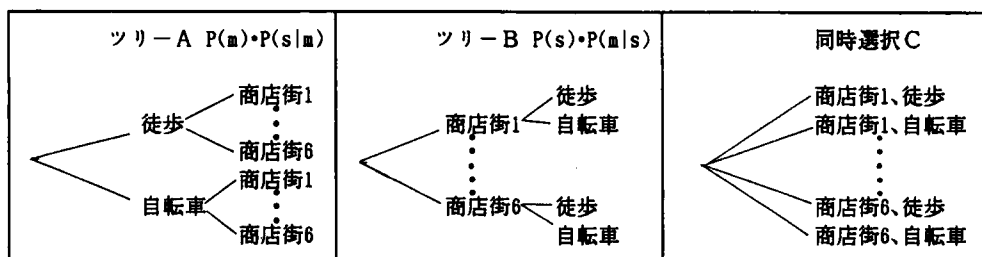 ツリーA P(m)・P(s|m)
商店街1
徒歩
商店街6
商店街1
自転車
商店街6
ツリーB P(s)・P(m|s)
徒歩
商店街1
自転車
商店街6
徒歩
自転車
同時選択C
商店街1、徒歩
商店街1、自転車
商店街6、徒歩
商店街6、自転車